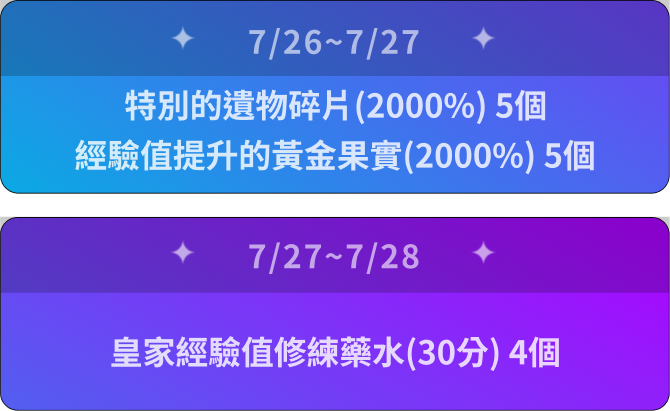 7/26~7/27
特別的遺物碎片(2000%) 5個
經驗值提升的黃金果實(2000%) 5個
7/27~7/28
皇家經驗值修練藥水(30分) 4個